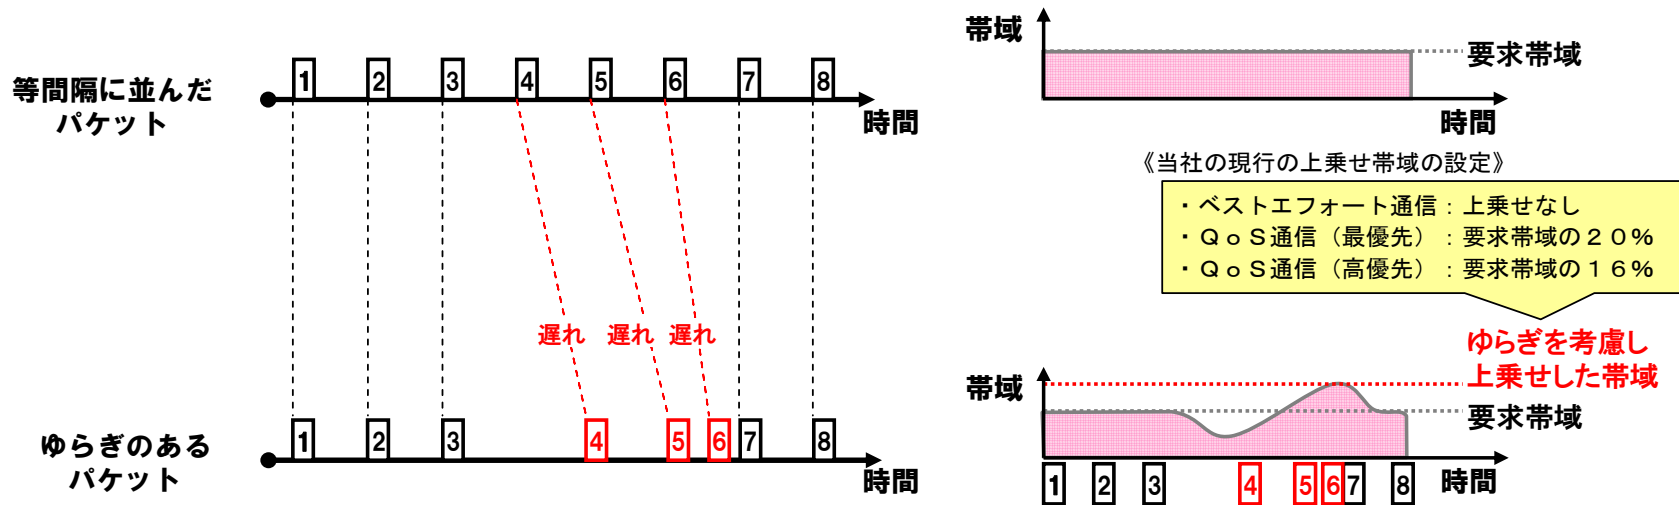 等間隔に並んだ
パケット
1 2 3 4 5 6 7 8
時間
遅れ 遅れ 遅れ
ゆらぎのある
パケット
1 2 3 4 5 6 7 8
時間
帯域
要求帯域
時間
《当社の現行の上乗せ帯域の設定》
・ベストエフォート通信：上乗せなし
・ＱｏＳ通信（最優先）：要求帯域の２０％
・ＱｏＳ通信（高優先）：要求帯域の１６％
ゆらぎを考慮し
上乗せした帯域
帯域
要求帯域
1 2 3 4 5 6 7 8
時間